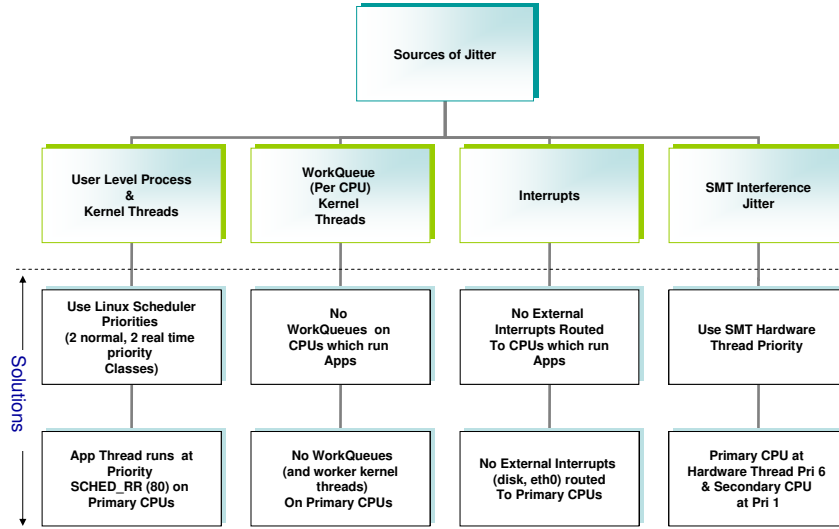 Sources of Jitter
User Level Process
&
Kernel Threads
WorkQueue
(Per CPU)
Kernel
Threads
Interrupts
SMT Interference
Jitter
Solutions
Use Linux Scheduler
Priorities
(2 normal, 2 real time
priority
Classes)
No
WorkQueues on
CPUs which run
Apps
No External
Interrupts Routed
To CPUs which run
Apps
Use SMT Hardware
Thread Priority
App Thread runs at
Priority
SCHED_RR (80) on
Primary CPUs
No WorkQueues
(and worker kernel
threads)
On Primary CPUs
No External Interrupts
(disk, eth0) routed
To Primary CPUs
Primary CPU at
Hardware Thread Pri 6
& Secondary CPU
at Pri 1